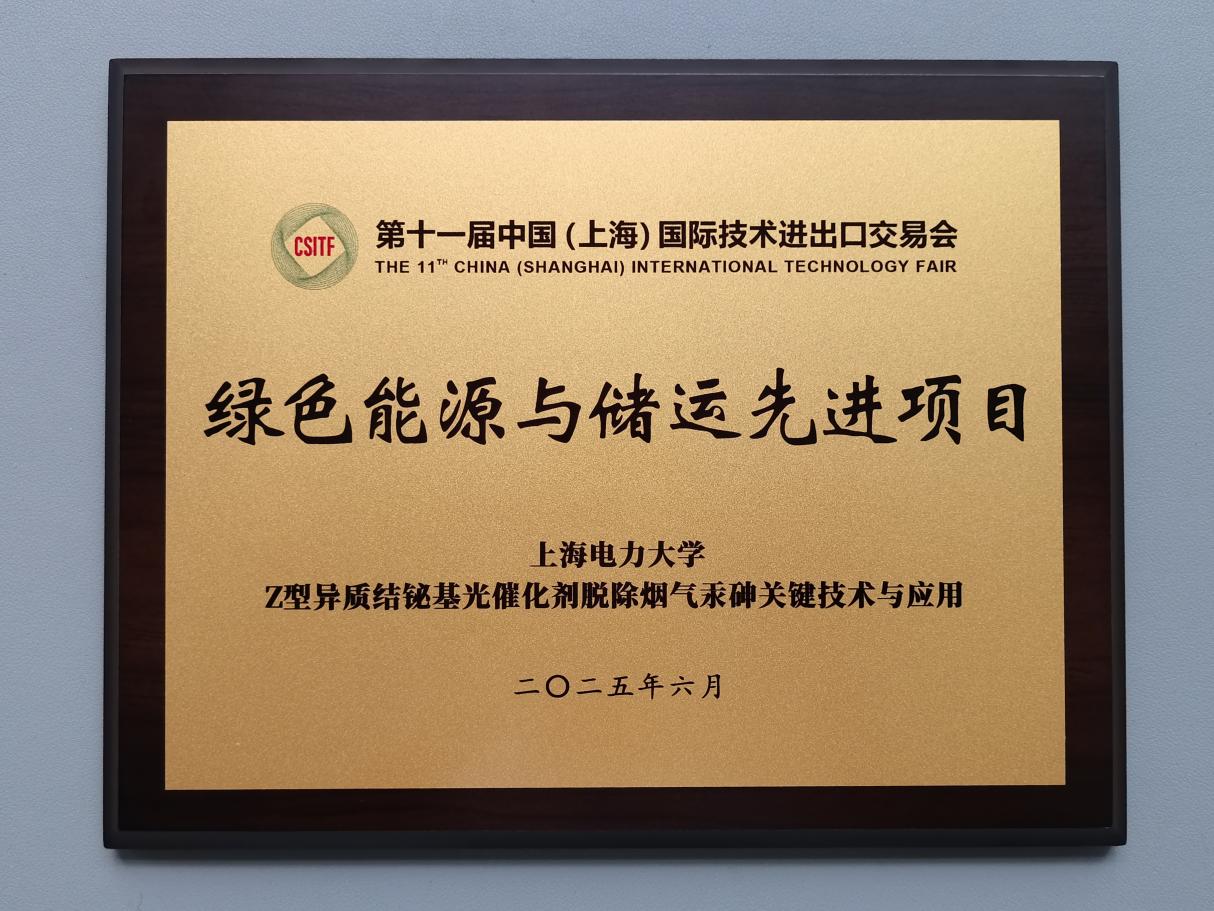 CSITF
第十一届中国(上海)国际技术进出口交易会
THE 11TH CHINA (SHANGHAI) INTERNATIONAL TECHNOLOGY FAIR
绿色能源与储运先进项目
上海电力大学
Z型异质结铋基光催化剂脱除烟气汞砷关键技术与应用
二〇二五年六月